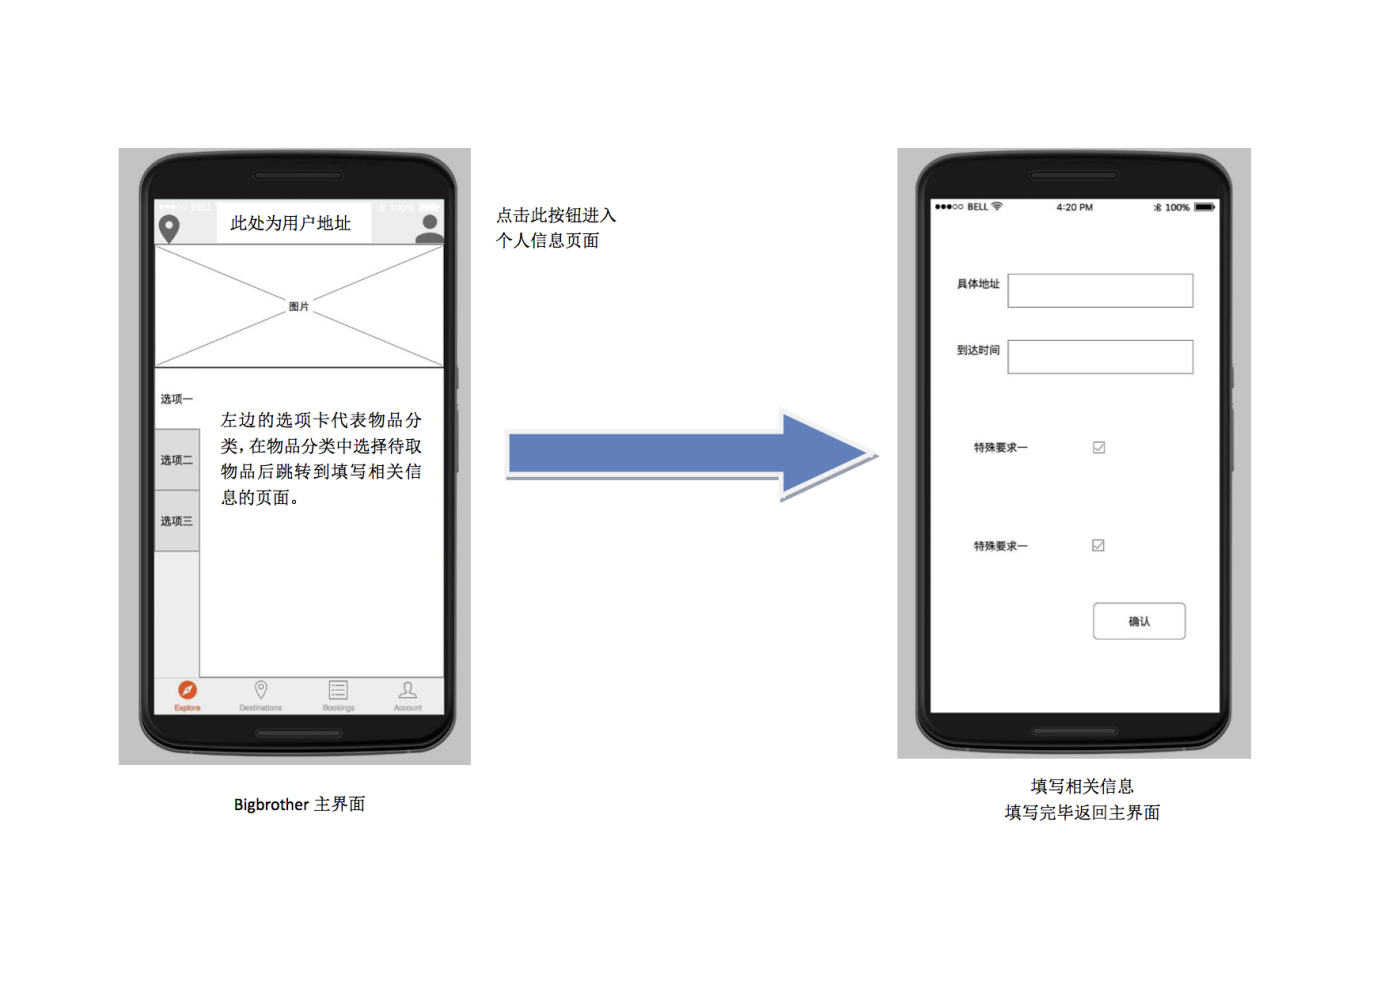 此处为用户地址
图片
选项一
选项二
选项三
左边的选项卡代表物品分
类，在物品分类中选择待取
物品后跳转到填写相关信
息的页面。
Explore
Destinations
Bookings
Account
Bigbrother 主界面
点击此按钮进入
个人信息页面
BELL
4:20 PM
100%
具体地址
到达时间
特殊要求一
特殊要求一
确认
填写相关信息
填写完毕返回主界面